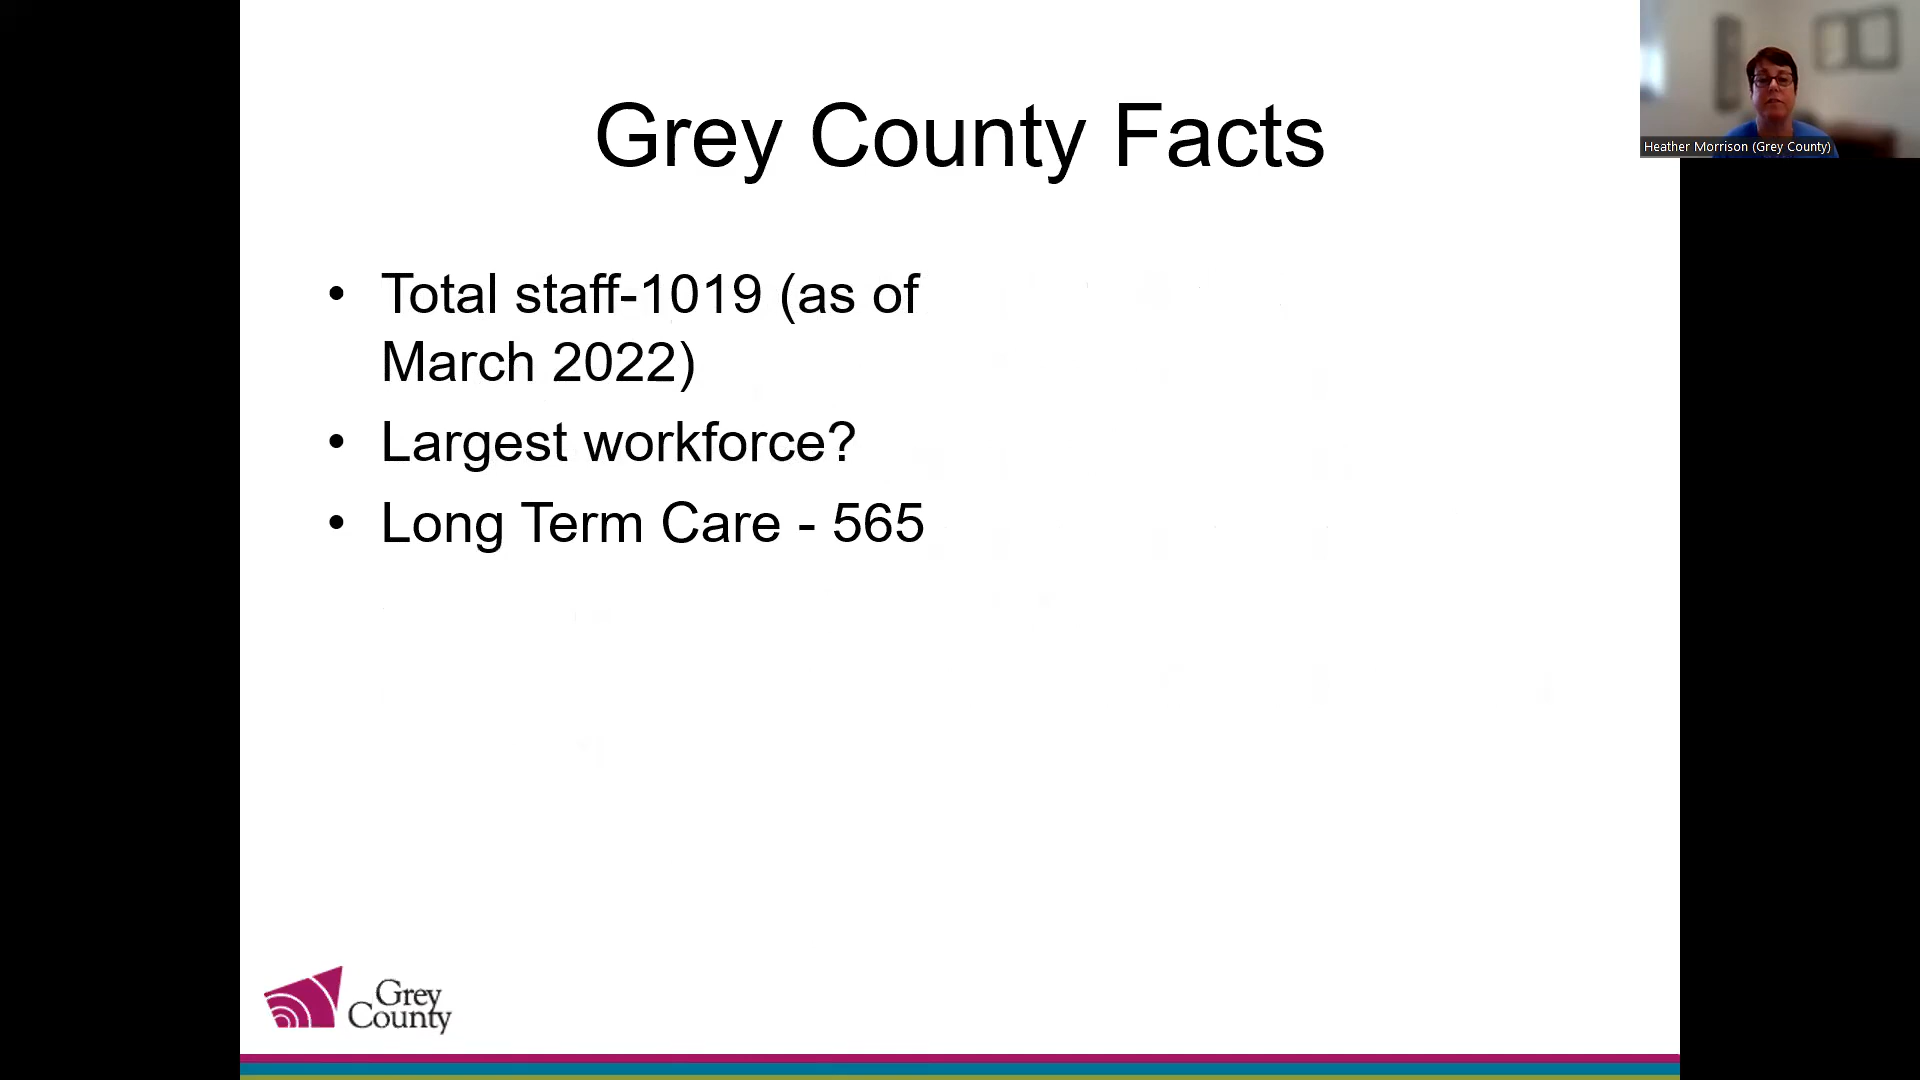 Grey County Facts
Heather Morrison (Grey County)
• Total staff-1019 (as of
March 2022)
• Largest workforce?
• Long Term Care - 565
Grey
County